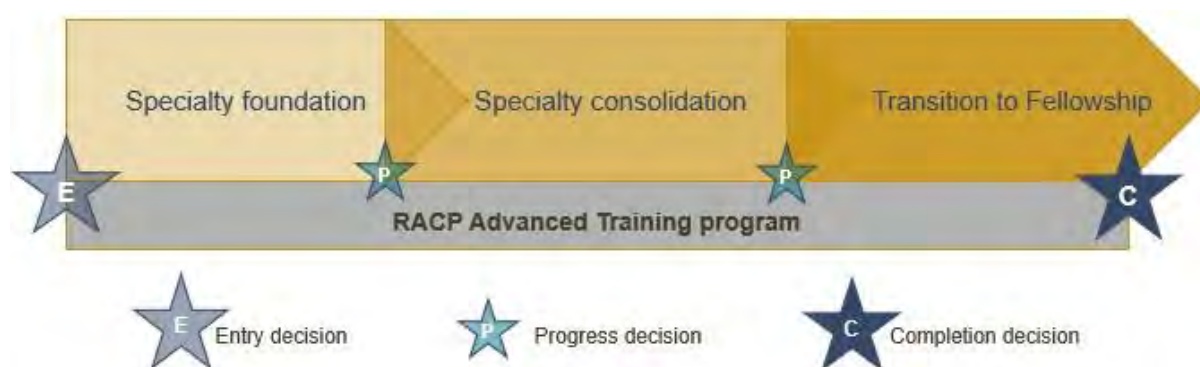 Specialty foundation
Specialty consolidation
Transition to Fellowship
E
P
P
C
RACP Advanced Training program
E Entry decision
P Progress decision
C Completion decision